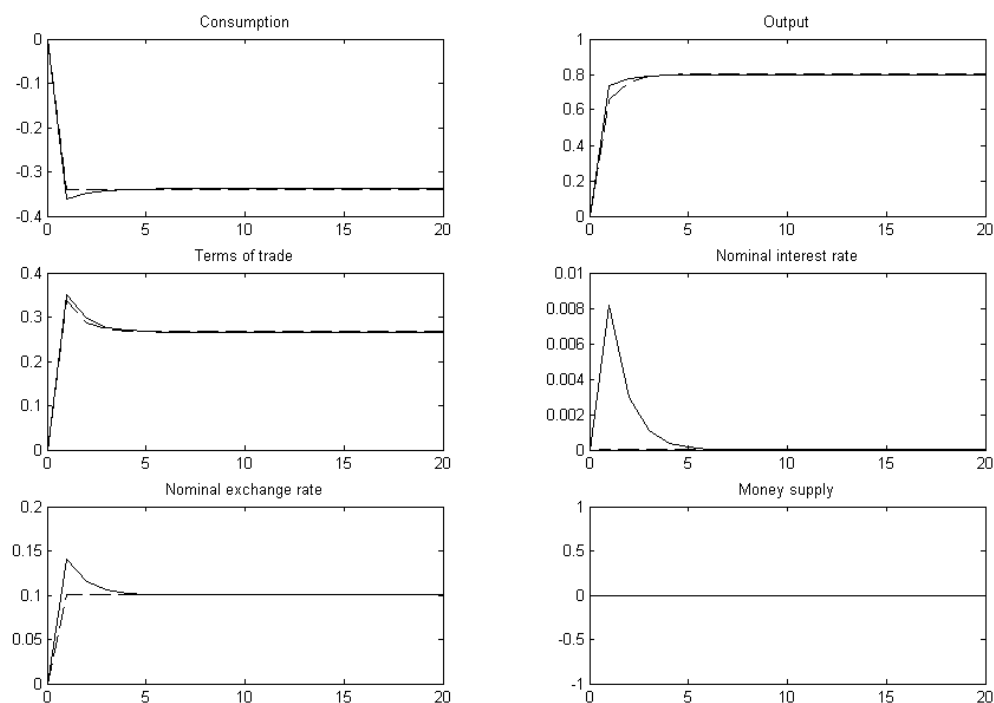 Consumption
0
-0.1
-0.2
-0.3
-0.4
0 5 10 15 20
Output
1
0.8
0.6
0.4
0.2
0
0 5 10 15 20
Terms of trade
0.4
0.3
0.2
0.1
0
0 5 10 15 20
Nominal interest rate
0.01
0.008
0.006
0.004
0.002
0
0 5 10 15 20
Nominal exchange rate
0.2
0.15
0.1
0.05
0
0 5 10 15 20
Money supply
1
0.5
0
-0.5
-1
0 5 10 15 20